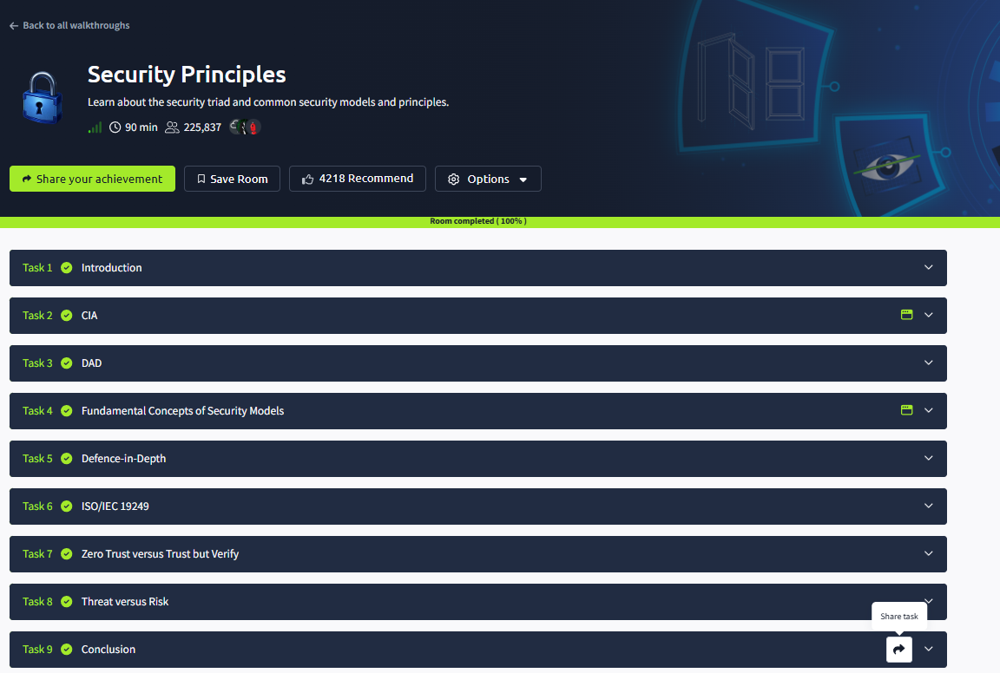 Back to all walkthroughs
Security Principles
Learn about the security triad and common security models and principles.
90 min 225,837
Share your achievement Save Room 4218 Recommend Options
Room completed ( 100% )
Task 1 Introduction
Task 2 CIA
Task 3 DAD
Task 4 Fundamental Concepts of Security Models
Task 5 Defence-in-Depth
Task 6 ISO/IEC 19249
Task 7 Zero Trust versus Trust but Verify
Task 8 Threat versus Risk
Share task
Task 9 Conclusion